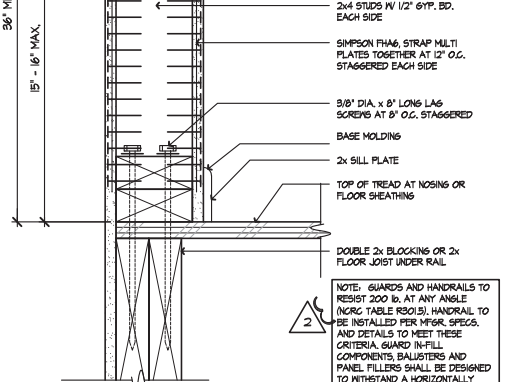 36" M
15" - 16" MAX.
2x4 STUDS W/ 1/2" GYP. BD.
EACH SIDE
SIMPSON FHA6, STRAP MULTI
PLATES TOGETHER AT 12" O.C.
STAGGERED EACH SIDE
3/8" DIA. x 8" LONG LAG
SCREWS AT 8" O.C. STAGGERED
BASE MOLDING
2x SILL PLATE
TOP OF TREAD AT NOSING OR
FLOOR SHEATHING
DOUBLE 2x BLOCKING OR 2x
FLOOR JOIST UNDER RAIL
2
NOTE: GUARDS AND HANDRAILS TO
RESIST 200 lb. AT ANY ANGLE
(NCRC TABLE R301.5). HANDRAIL TO
BE INSTALLED PER MFGR. SPECS.
AND DETAILS TO MEET THESE
CRITERIA. GUARD IN-FILL
COMPONENTS, BALUSTERS AND
PANEL FILLERS SHALL BE DESIGNED
TO WITHSTAND A HORIZONTALLY